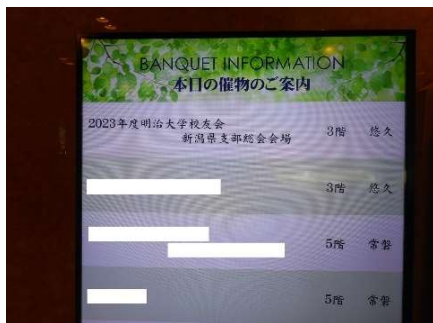 BANQUET INFORMATION
本日の催物のご案内
2023年度明治大学校友会
新潟県支部総会会場 3階 悠久
3階 悠久
5階 常磐
5階 常磐